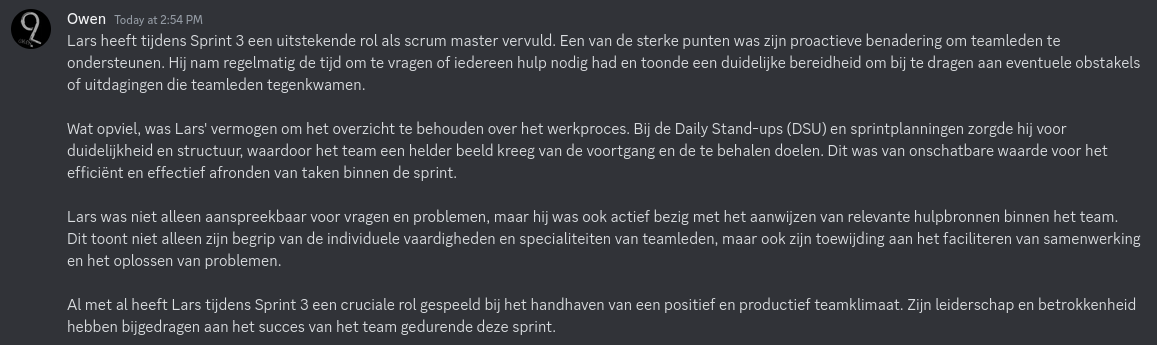 Owen Today at 2:54 PM
Lars heeft tijdens Sprint 3 een uitstekende rol als scrum master vervuld. Een van de sterke punten was zijn proactieve benadering om teamleden te
ondersteunen. Hij nam regelmatig de tijd om te vragen of iedereen hulp nodig had en toonde een duidelijke bereidheid om bij te dragen aan eventuele obstakels
of uitdagingen die teamleden tegenkwamen.
Wat opviel, was Lars' vermogen om het overzicht te behouden over het werkproces. Bij de Daily Stand-ups (DSU) en sprintplanningen zorgde hij voor
duidelijkheid en structuur, waardoor het team een helder beeld kreeg van de voortgang en de te behalen doelen. Dit was van onschatbare waarde voor het
efficiënt en effectief afronden van taken binnen de sprint.
Lars was niet alleen aanspreekbaar voor vragen en problemen, maar hij was ook actief bezig met het aanwijzen van relevante hulpbronnen binnen het team.
Dit toont niet alleen zijn begrip van de individuele vaardigheden en specialiteiten van teamleden, maar ook zijn toewijding aan het faciliteren van samenwerking
en het oplossen van problemen.
Al met al heeft Lars tijdens Sprint 3 een cruciale rol gespeeld bij het handhaven van een positief en productief teamklimaat. Zijn leiderschap en betrokkenheid
hebben bijgedragen aan het succes van het team gedurende deze sprint.